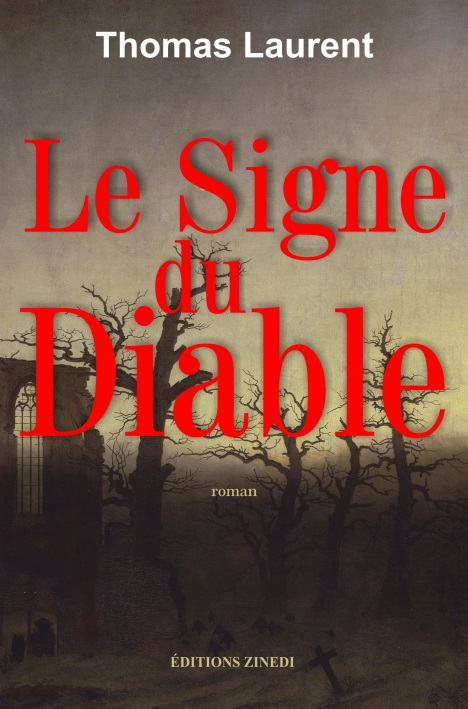 Thomas Laurent
Le Signe
du
Diable
roman
ÉDITIONS ZINEDI